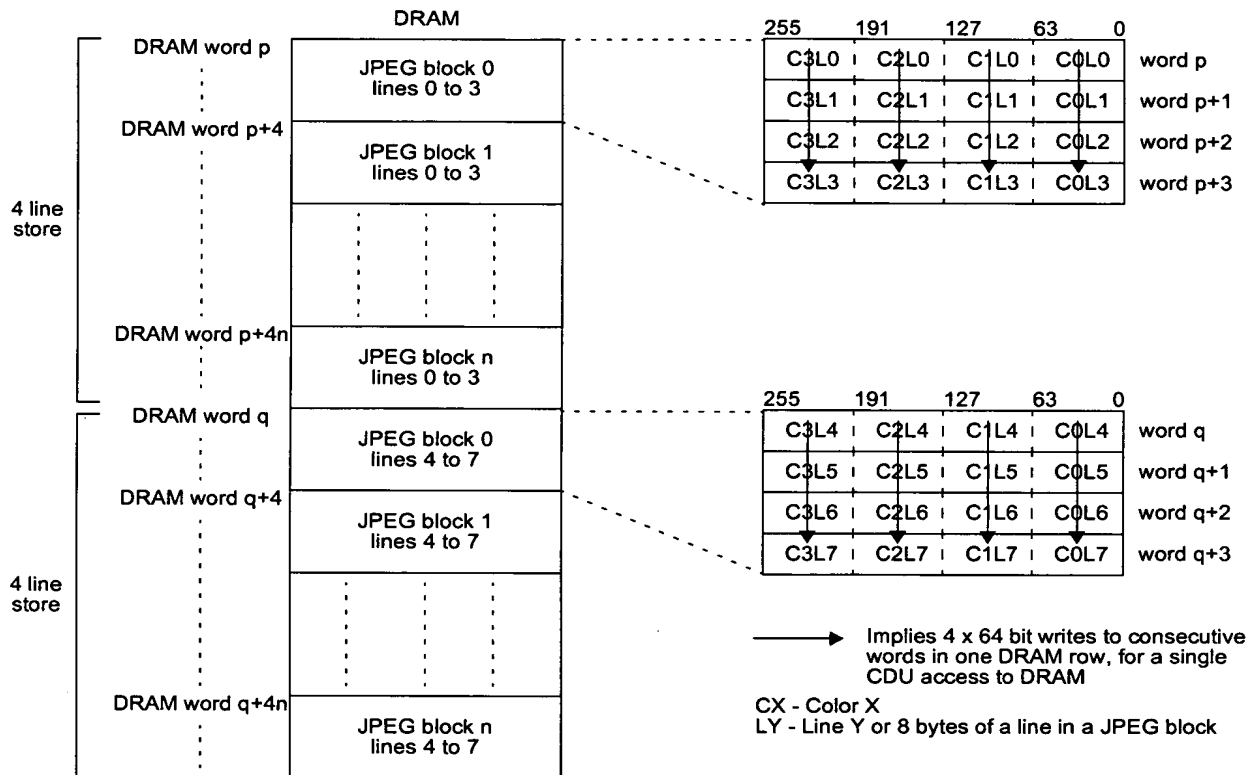 DRAM
DRAM word p
JPEG block 0
lines 0 to 3
DRAM word p+4
JPEG block 1
lines 0 to 3
4 line
store
DRAM word p+4n
JPEG block n
lines 0 to 3
DRAM word q
JPEG block 0
lines 4 to 7
DRAM word q+4
JPEG block 1
4 to 7
4 line
store
DRAM word q+4n
JPEG block n
lines 4 to 7
255 191 127 63 0
C3L0 C2L0 C1L0 C0L0 word p
C3L1 C2L1 C1L1 C0L1 word p+1
C3L2 C2L2 C1L2 C0L2 word p+2
C3L3 C2L3 C1L3 C0L3 word p+3
255 191 127 63 0
C3L4 C2L4 C1L4 C0L4 word q
C3L5 C2L5 C1L5 C0L5 word q+1
C3L6 C2L6 C1L6 C0L6 word q+2
C3L7 C2L7 C1L7 C0L7 word q+3
Implies 4 x 64 bit writes to consecutive
words in one DRAM row, for a single
CDU access to DRAM
CX - Color X
LY - Line Y or 8 bytes of a line in a JPEG block